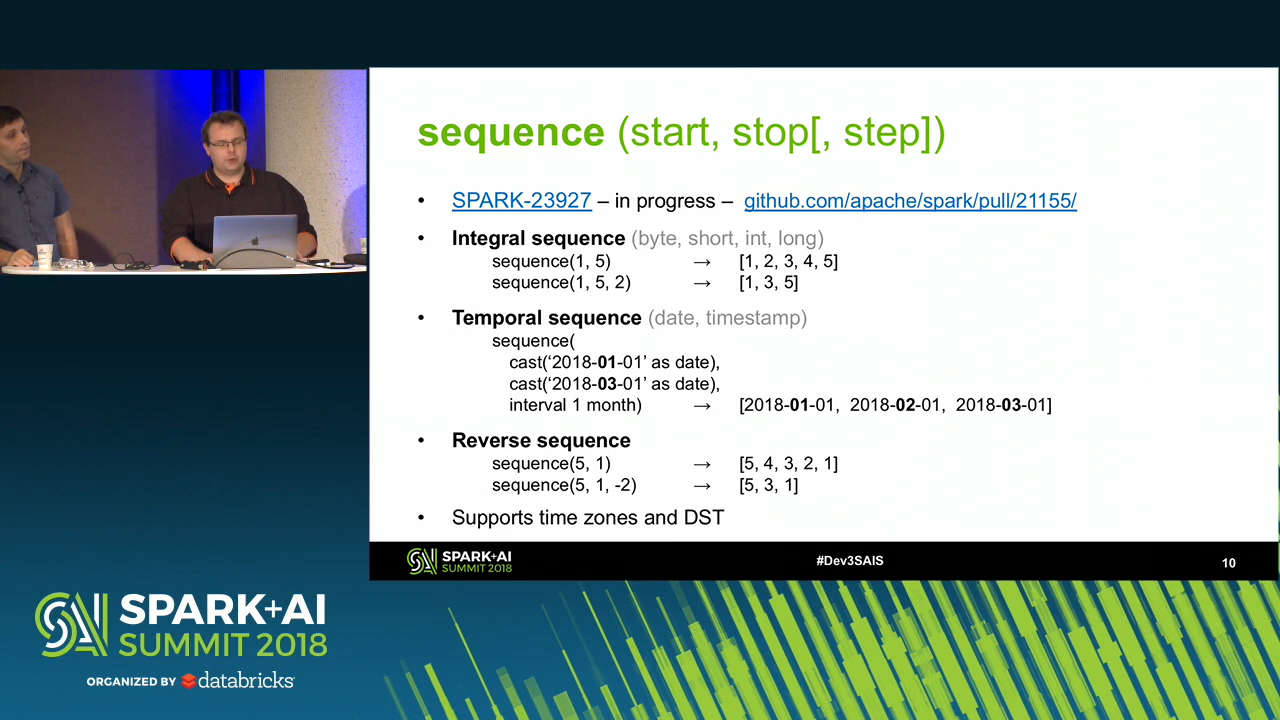 sequence (start, stop[, step])
• SPARK-23927 – in progress – github.com/apache/spark/pull/21155/
• Integral sequence (byte, short, int, long)
sequence(1, 5) → [1, 2, 3, 4, 5]
sequence(1, 5, 2) → [1, 3, 5]
• Temporal sequence (date, timestamp)
sequence(
cast(‘2018-01-01’ as date),
cast(‘2018-03-01’ as date),
interval 1 month) → [2018-01-01, 2018-02-01, 2018-03-01]
• Reverse sequence
sequence(5, 1) → [5, 4, 3, 2, 1]
sequence(5, 1, -2) → [5, 3, 1]
• Supports time zones and DST
SPARK+AI
SUMMIT 2018
#Dev3SAIS
10
SPARK+AI
SUMMIT 2018
ORGANIZED BY databricks